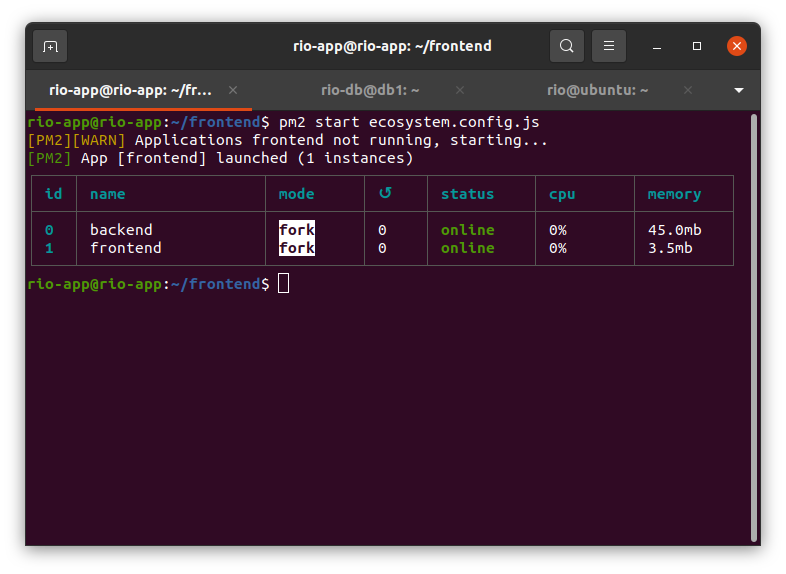 rio-app@rio-app: ~/frontend
rio-app@rio-app: ~/fr... rio-db@db1: ~ rio@ubuntu: ~
rio-app@rio-app:~/frontend$ pm2 start ecosystem.config.js
[PM2][WARN] Applications frontend not running, starting...
[PM2] App [frontend] launched (1 instances)
id name mode ↺ status cpu memory
0 backend fork 0 online 0% 45.0mb
1 frontend fork 0 online 0% 3.5mb
rio-app@rio-app:~/frontend$